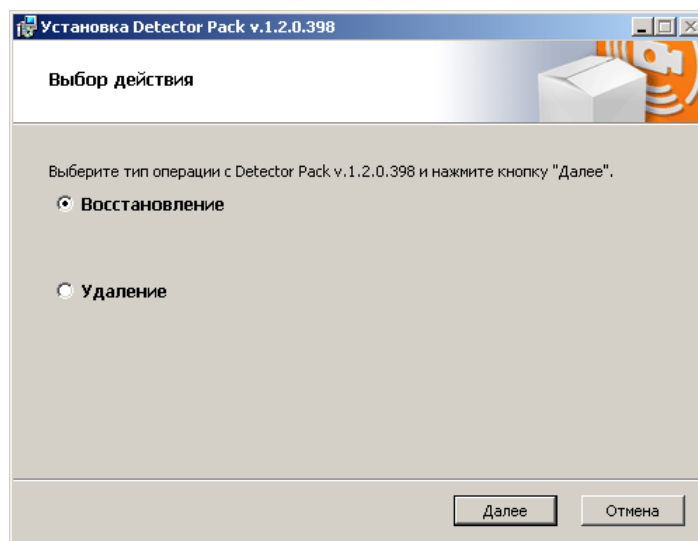 Установка Detector Pack v.1.2.0.398
Выбор действия
Выберите тип операции с Detector Pack v.1.2.0.398 и нажмите кнопку "Далее".
Восстановление
Удаление
Далее
Отмена